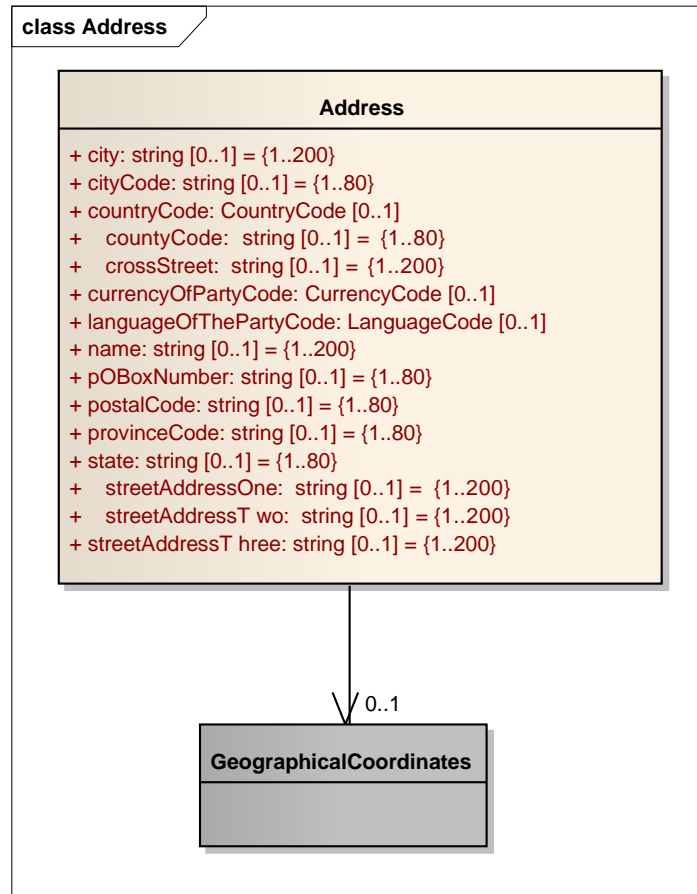 class Address
Address
+ city: string [0..1] = {1..200}
+ cityCode: string [0..1] = {1..80}
+ countryCode: CountryCode [0..1]
+ countyCode: string [0..1] = {1..80}
+ crossStreet: string [0..1] = {1..200}
+ currencyOfPartyCode: CurrencyCode [0..1]
+ languageOfThePartyCode: LanguageCode [0..1]
+ name: string [0..1] = {1..200}
+ pOBoxNumber: string [0..1] = {1..80}
+ postalCode: string [0..1] = {1..80}
+ provinceCode: string [0..1] = {1..80}
+ state: string [0..1] = {1..80}
+ streetAddressOne: string [0..1] = {1..200}
+ streetAddressT wo: string [0..1] = {1..200}
+ streetAddressT hree: string [0..1] = {1..200}
0..1
GeographicalCoordinates